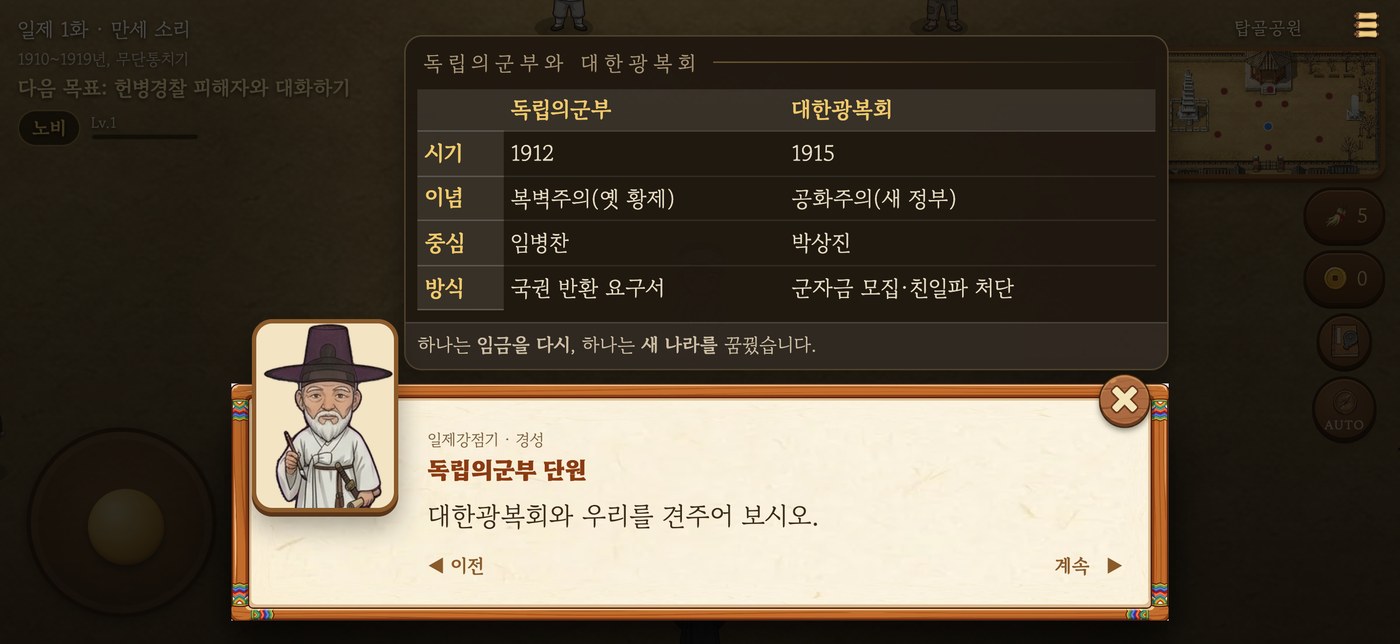 일제 1화 · 만세 소리
1910~1919년, 무단통치기
다음 목표: 헌병경찰 피해자와 대화하기
노비 Lv.1
탑골공원
5
0
AUTO
독립의군부와 대한광복회
독립의군부 대한광복회
시기 1912 1915
이념 복벽주의(옛 황제) 공화주의(새 정부)
중심 임병찬 박상진
방식 국권 반환 요구서 군자금 모집·친일파 처단
하나는 임금을 다시, 하나는 새 나라를 꿈꿨습니다.
일제강점기 · 경성
독립의군부 단원
대한광복회와 우리를 견주어 보시오.
◀ 이전
계속 ▶